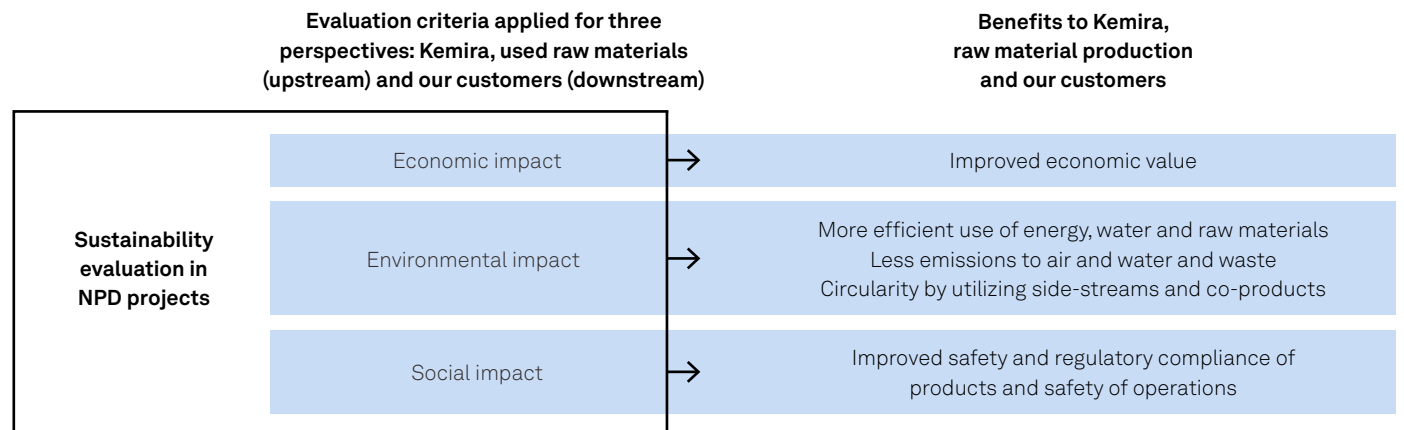 Evaluation criteria applied for three
perspectives: Kemira, used raw materials
(upstream) and our customers (downstream)
Benefits to Kemira,
raw material production
and our customers
Sustainability
evaluation in
NPD projects
Economic impact
Improved economic value
Environmental impact
More efficient use of energy, water and raw materials
Less emissions to air and water and waste
Circularity by utilizing side-streams and co-products
Social impact
Improved safety and regulatory compliance of
products and safety of operations